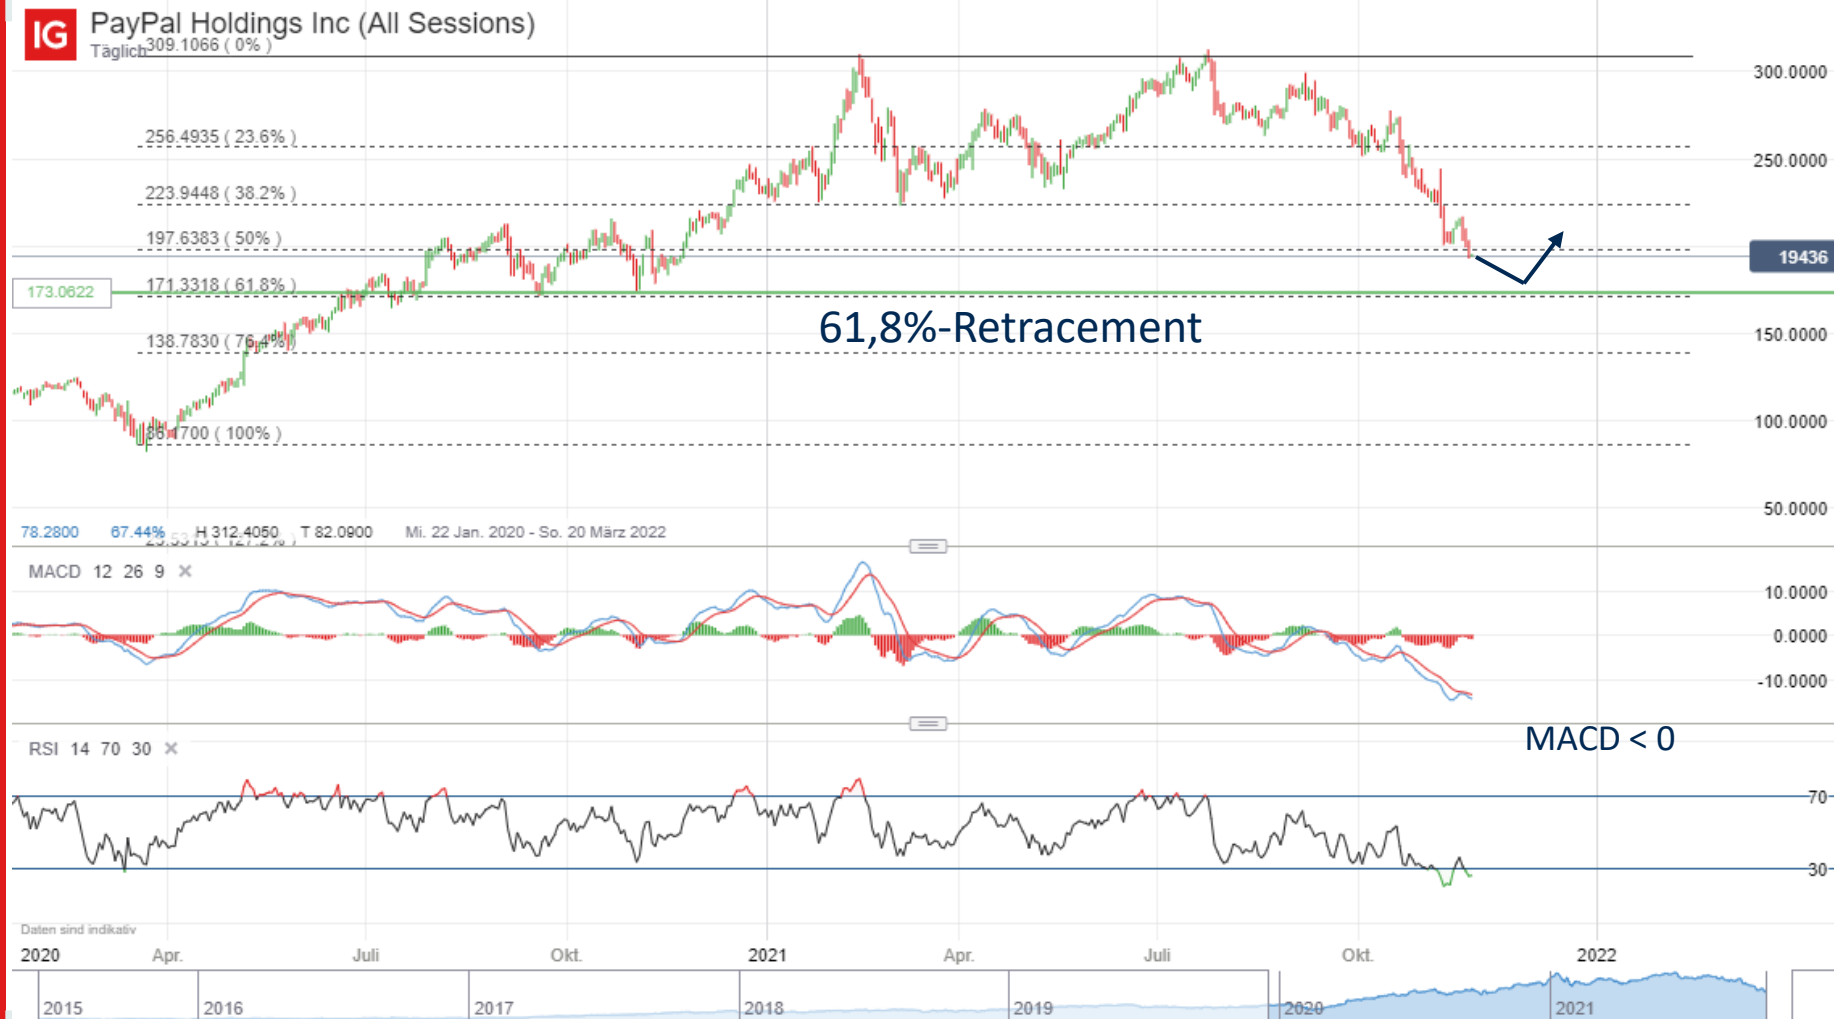 IG
PayPal Holdings Inc (All Sessions)
Täglich
309.1066 ( 0% )
300.0000
256.4935 ( 23.6% )
250.0000
223.9448 ( 38.2% )
197.6383 ( 50% )
19436
173.0622
171.3318 ( 61.8% )
61,8%-Retracement
138.7830 ( 76.4% )
150.0000
86.1700 ( 100% )
100.0000
50.0000
78.2800 67.44% H 312.4050 T 82.0900 Mi. 22 Jan. 2020 - So. 20 März 2022
MACD 12 26 9
10.0000
0.0000
-10.0000
MACD < 0
RSI 14 70 30
70
30
Daten sind indikativ
2020 Apr. Juli Okt. 2021 Apr. Juli Okt. 2022
2015 2016 2017 2018 2019 2020 2021